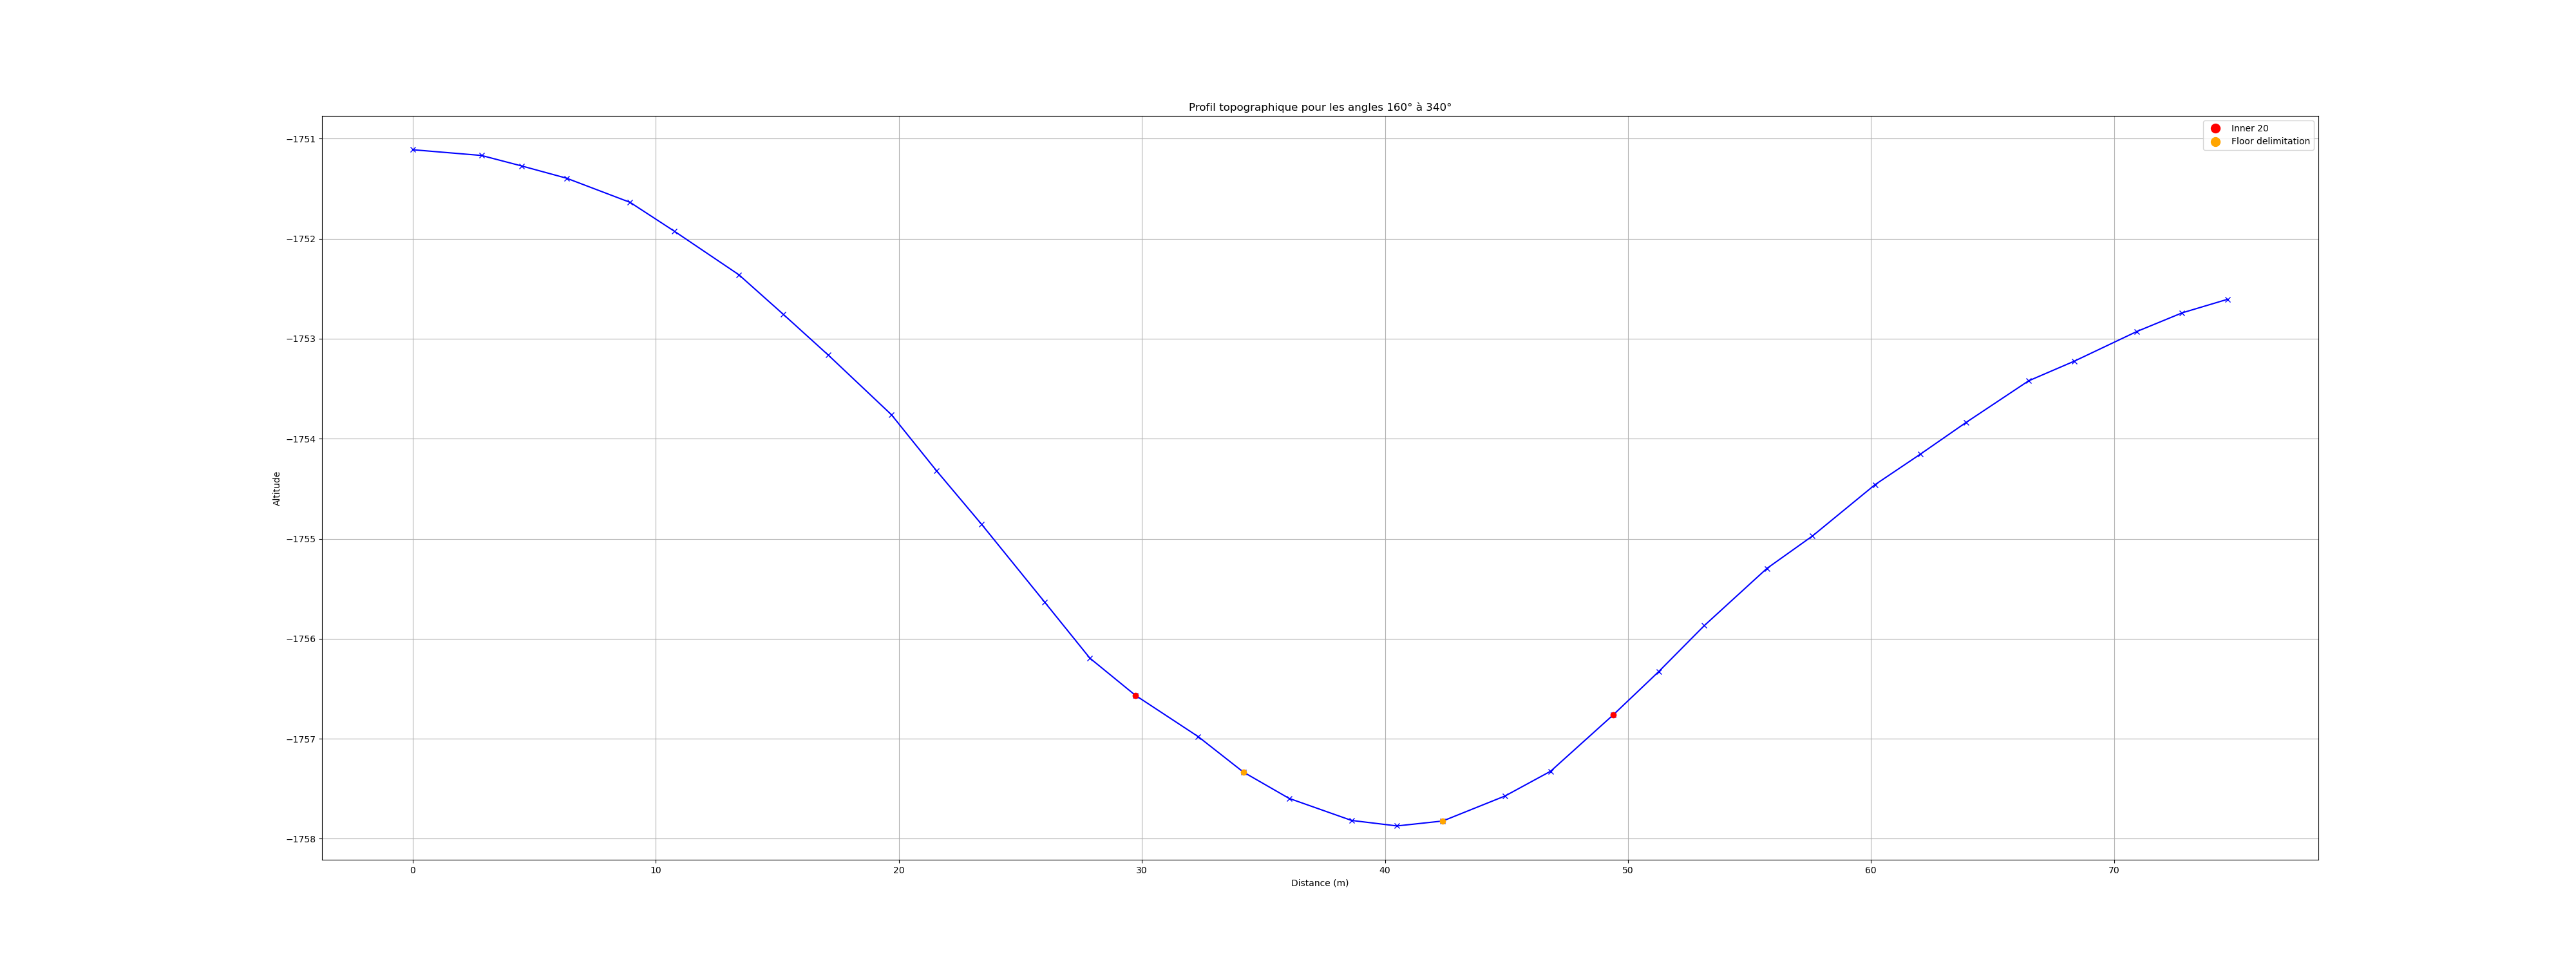 Profil topographique pour les angles 160° à 340°
Inner 20
Floor delimitation
−1751
−1752
−1753
−1754
−1755
−1756
−1757
−1758
Altitude
0 10 20 30 40 50 60 70
Distance (m)